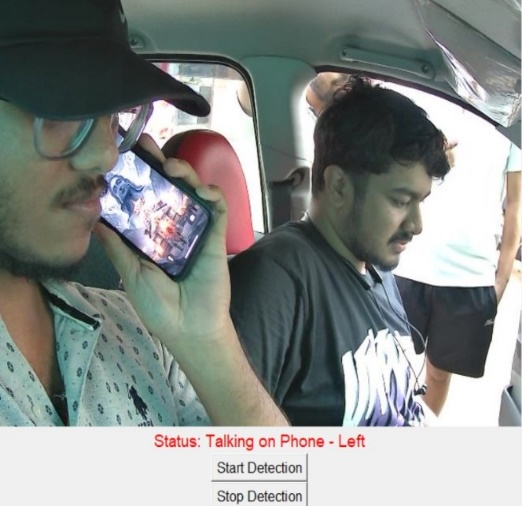 Status: Talking on Phone - Left
Start Detection
Stop Detection